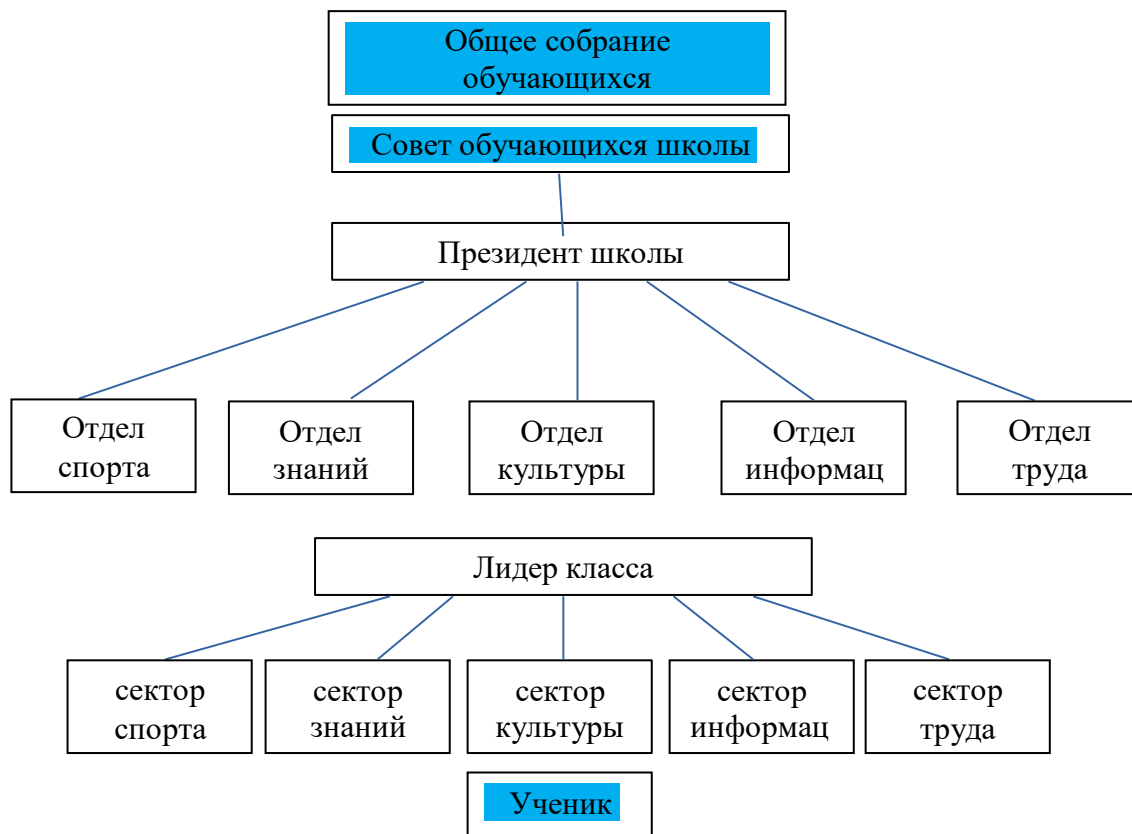 Общее собрание
обучающихся
Совет обучающихся школы
Президент школы
Отдел
спорта
Отдел
знаний
Отдел
культуры
Отдел
информац
Отдел
труда
Лидер класса
сектор
спорта
сектор
знаний
сектор
культуры
сектор
информац
сектор
труда
Ученик